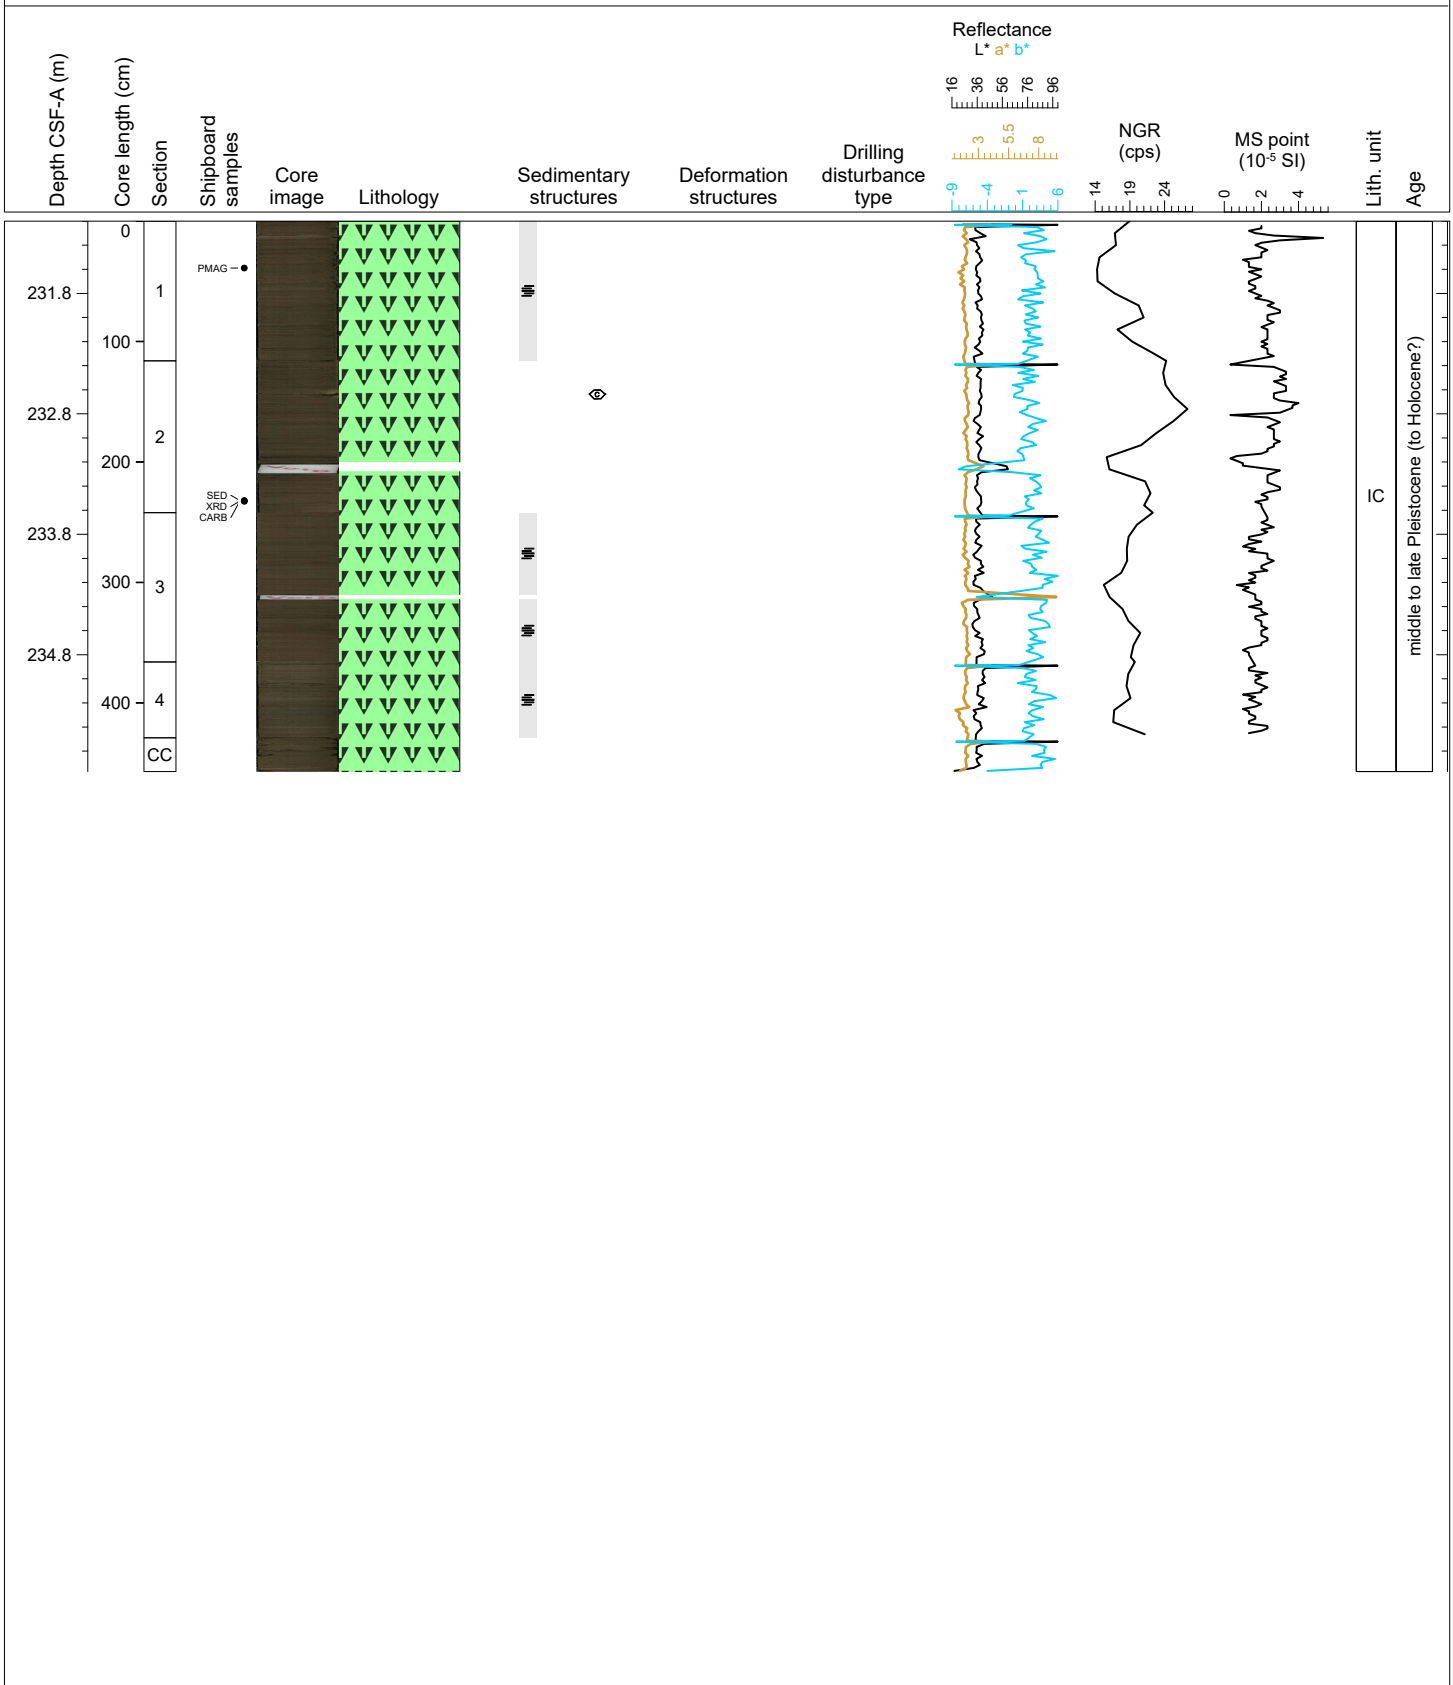 Depth CSF-A (m)
Core length (cm)
Section
Shipboard
samples
Core
image
Lithology
Sedimentary
structures
Deformation
structures
Drilling
disturbance
type
Reflectance
L* a* b*
16 36 56 76 96
3 5.5 8
-9 -4 1 6
NGR
(cps)
14 19 24
MS point
(10-5 SI)
0 2 4
Lith. unit
Age
0
PMAG
231.8
1
100
C
232.8
2
200
SED
XRD
CARB
IC
middle to late Pleistocene (to Holocene?)
233.8
300
3
234.8
400
4
CC